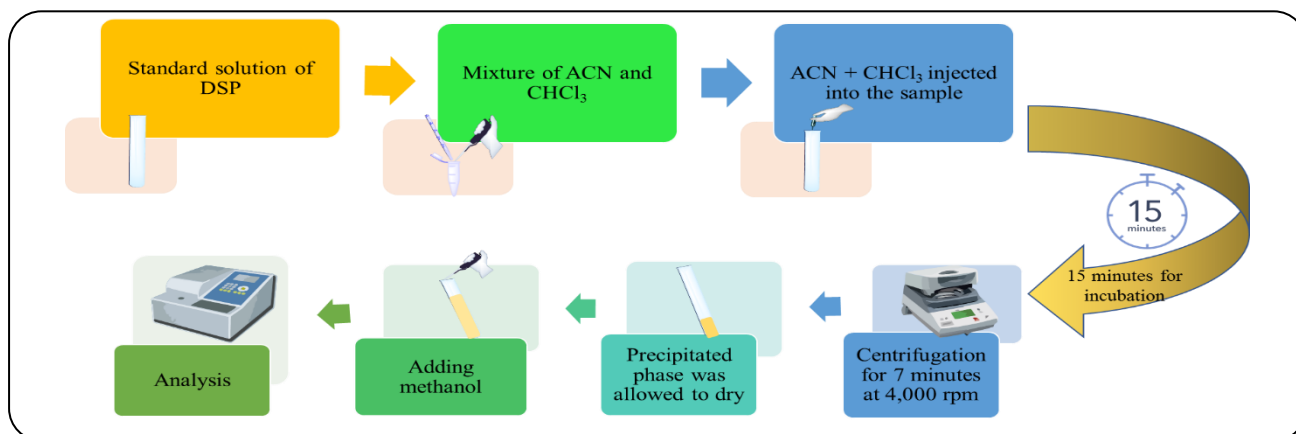 Standard solution of
DSP
Mixture of ACN and
CHCl₃
ACN + CHCl₃ injected
into the sample
15
minutes
15 minutes for
incubation
Centrifugation
for 7 minutes
at 4,000 rpm
Precipitated
phase was
allowed to dry
Adding
methanol
Analysis